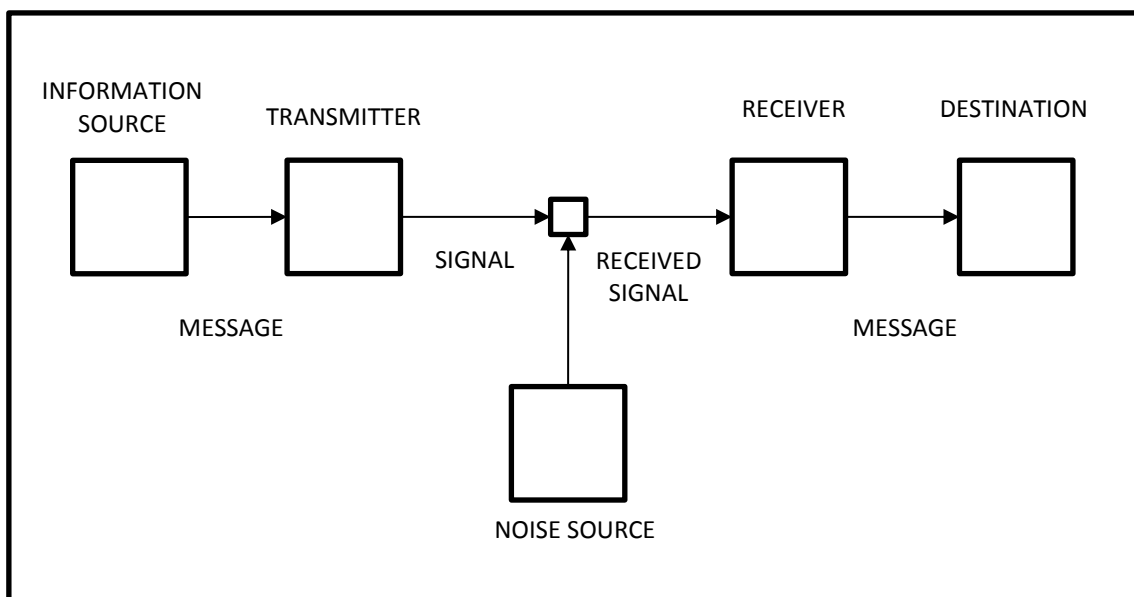 INFORMATION
SOURCE
TRANSMITTER
RECEIVER
DESTINATION
SIGNAL
RECEIVED
SIGNAL
MESSAGE
MESSAGE
NOISE SOURCE